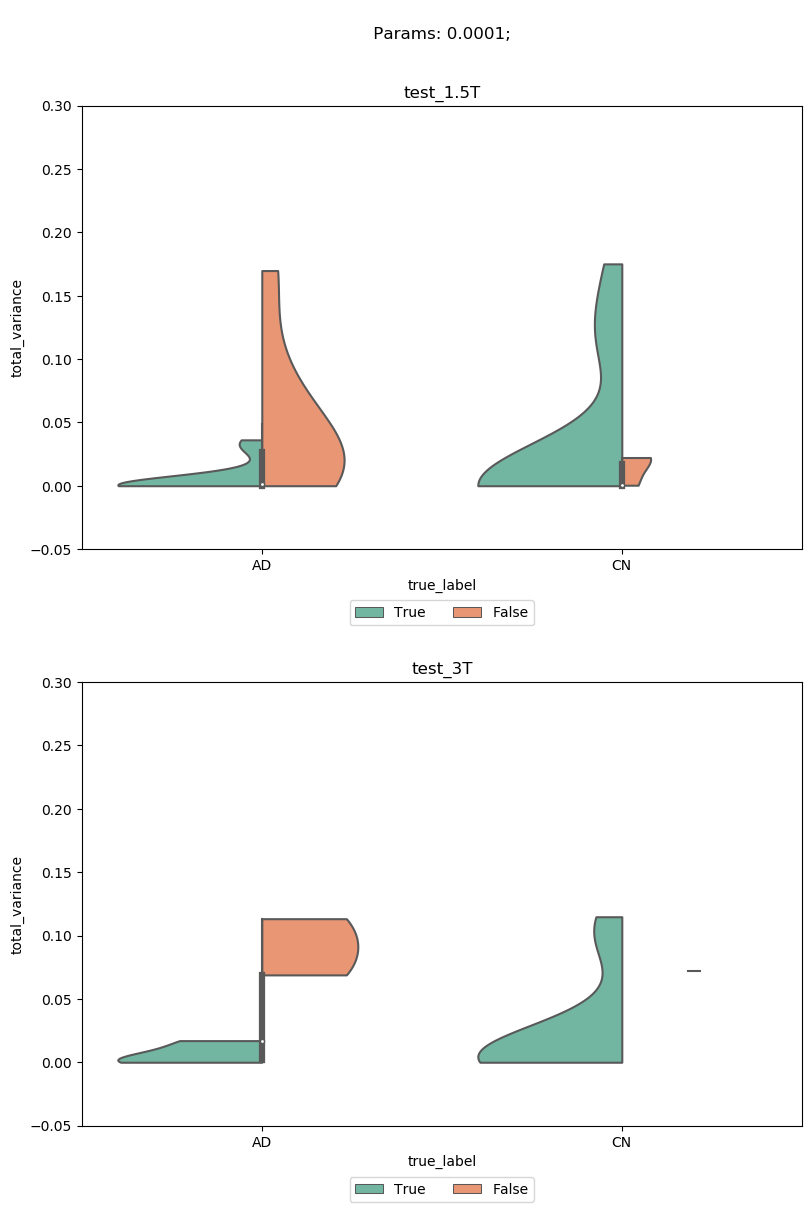 Params: 0.0001;
test_1.5T
0.30
0.25
0.20
0.15
0.10
0.05
0.00
−0.05
total_variance
AD CN
true_label
True False
test_3T
0.30
0.25
0.20
0.15
0.10
0.05
0.00
−0.05
total_variance
AD CN
true_label
True False